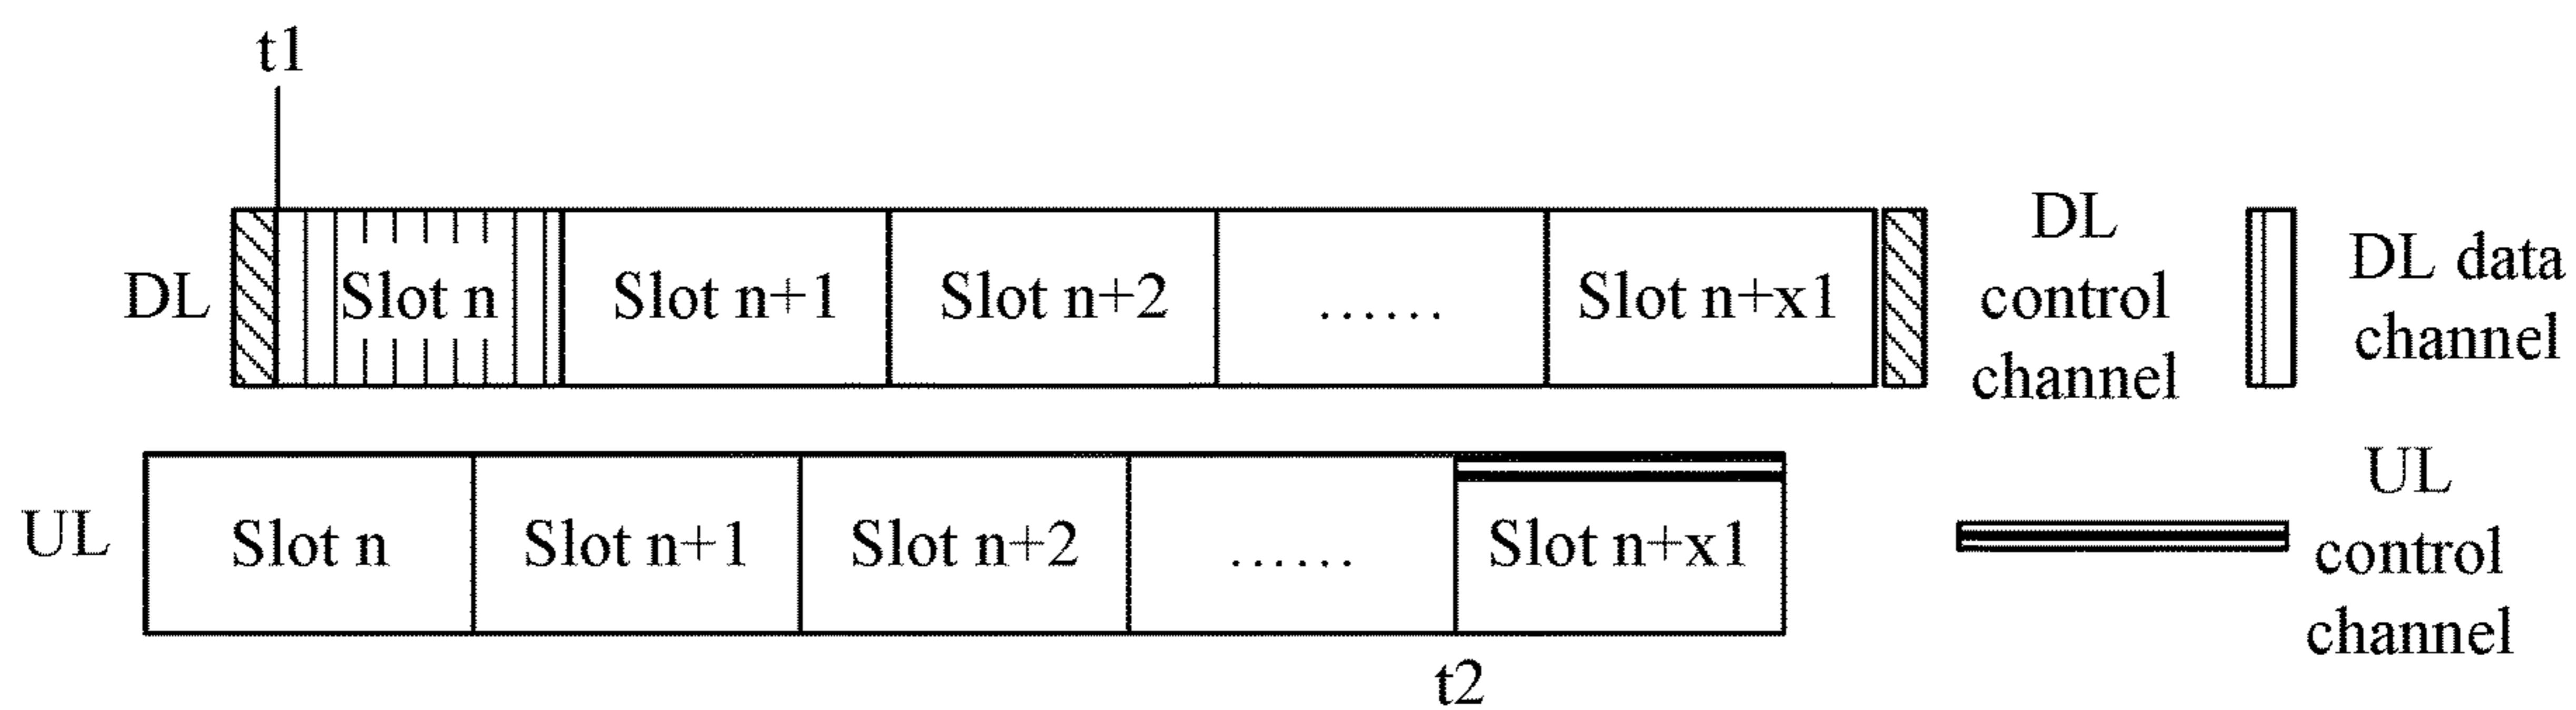 t1
DL
Slot n
Slot n+1
Slot n+2
......
Slot n+x1
DL
control
channel
DL data
channel
UL
Slot n
Slot n+1
Slot n+2
......
Slot n+x1
UL
control
channel
t2